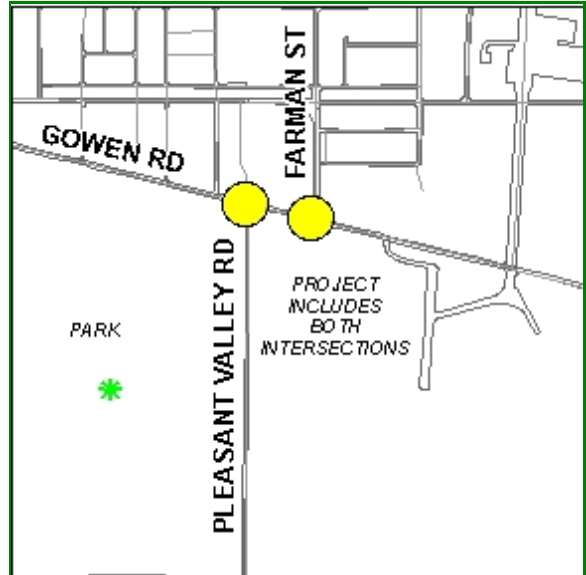 FARMAN ST
GOWEN RD
PLEASANT VALLEY RD
PROJECT
INCLUDES
BOTH
INTERSECTIONS
PARK